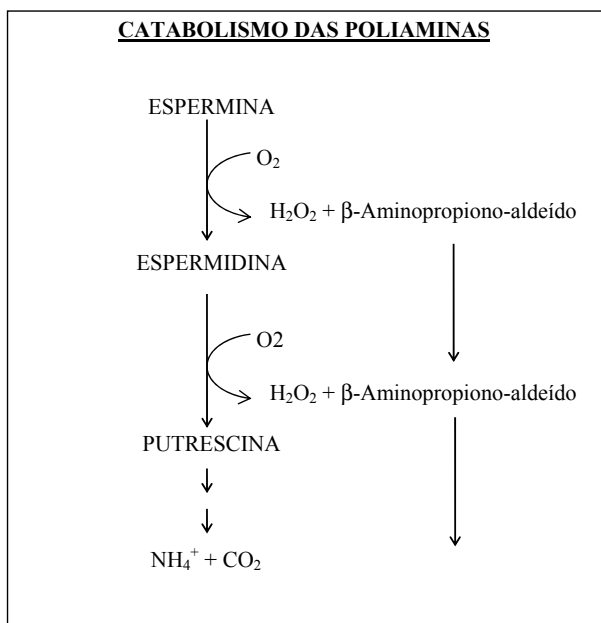 CATABOLISMO DAS POLIAMINAS
ESPERMINA
O₂
H₂O₂ + β-Aminopropiono-aldeído
ESPERMIDINA
O2
H₂O₂ + β-Aminopropiono-aldeído
PUTRESCINA
NH₄⁺ + CO₂